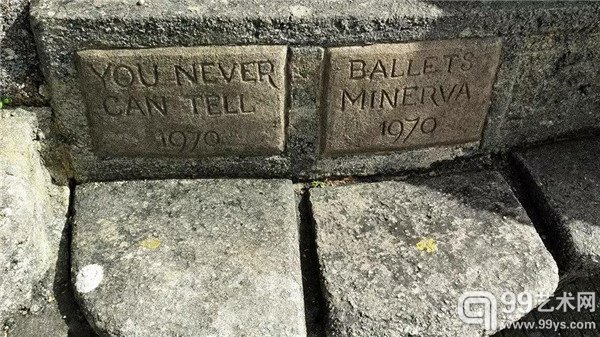 YOU NEVER
CAN TELL
1970
BALLETS
MINERVA
1970
99艺术网
www.99ys.com